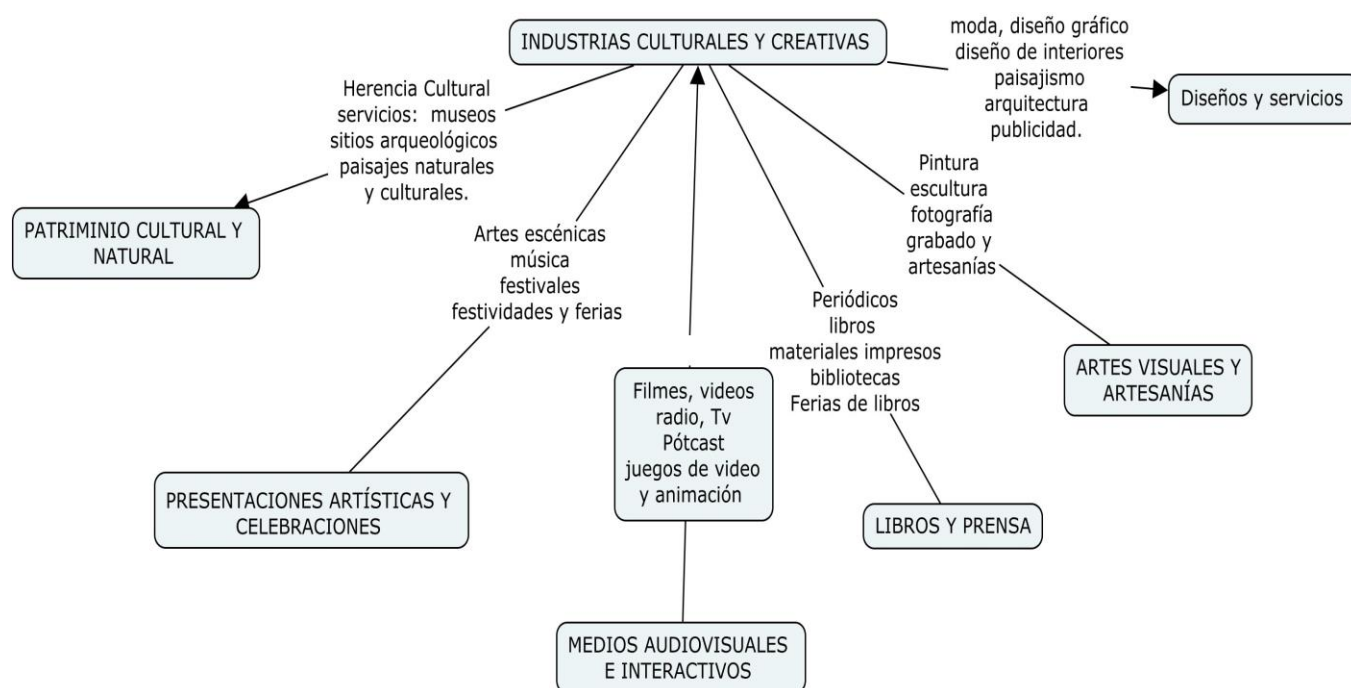 INDUSTRIAS CULTURALES Y CREATIVAS
moda, diseño gráfico
diseño de interiores
paisajismo
arquitectura
publicidad.
Diseños y servicios
Herencia Cultural
servicios: museos
sitios arqueológicos
paisajes naturales
y culturales.
PATRIMINIO CULTURAL Y
NATURAL
Artes escénicas
música
festivales
festividades y ferias
PRESENTACIONES ARTÍSTICAS Y
CELEBRACIONES
Filmes, videos
radio, Tv
Pótcast
juegos de video
y animación
MEDIOS AUDIOVISUALES
E INTERACTIVOS
Periódicos
libros
materiales impresos
bibliotecas
Ferias de libros
LIBROS Y PRENSA
Pintura
escultura
fotografía
grabado y
artesanías
ARTES VISUALES Y
ARTESANÍAS